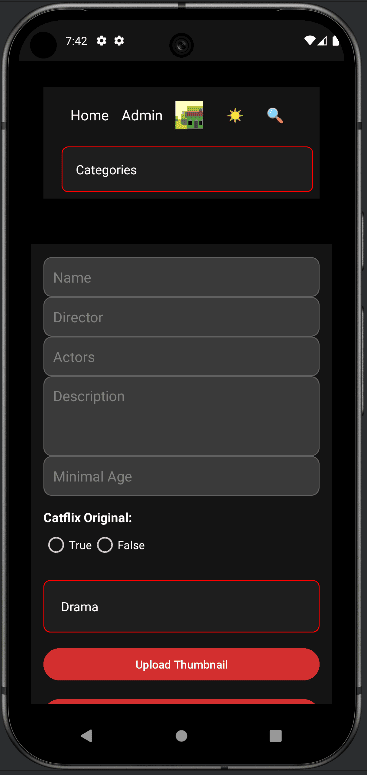 7:42
Home Admin
Categories
Name
Director
Actors
Description
Minimal Age
Catflix Original:
True False
Drama
Upload Thumbnail